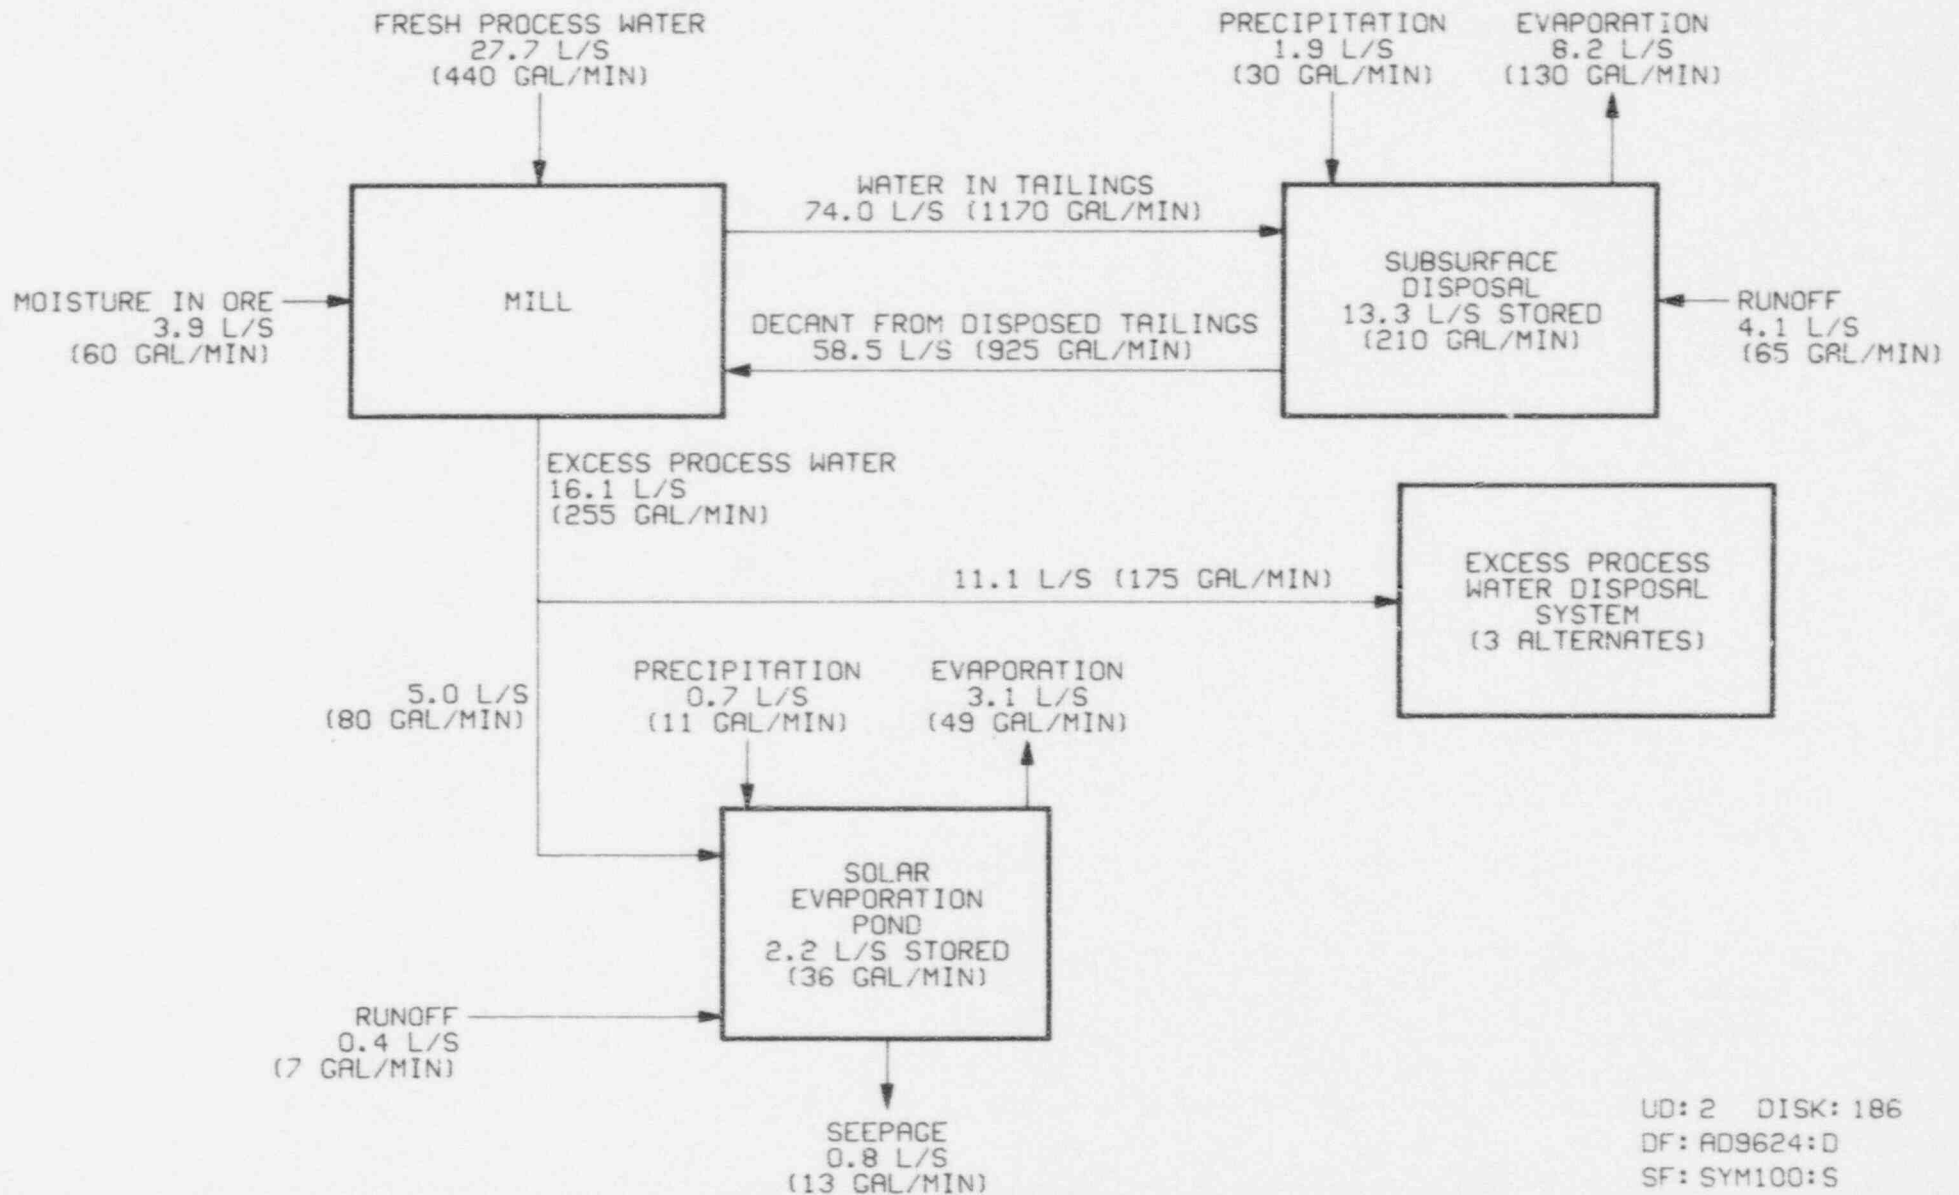 FRESH PROCESS WATER
27.7 L/S
(440 GAL/MIN)
PRECIPITATION
1.9 L/S
(30 GAL/MIN)
EVAPORATION
8.2 L/S
(130 GAL/MIN)
WATER IN TAILINGS
74.0 L/S (1170 GAL/MIN)
MOISTURE IN ORE
3.9 L/S
(60 GAL/MIN)
MILL
DECANT FROM DISPOSED TAILINGS
58.5 L/S (925 GAL/MIN)
SUBSURFACE
DISPOSAL
13.3 L/S STORED
(210 GAL/MIN)
RUNOFF
4.1 L/S
(65 GAL/MIN)
EXCESS PROCESS WATER
16.1 L/S
(255 GAL/MIN)
11.1 L/S (175 GAL/MIN)
EXCESS PROCESS
WATER DISPOSAL
SYSTEM
(3 ALTERNATES)
5.0 L/S
(80 GAL/MIN)
PRECIPITATION
0.7 L/S
(11 GAL/MIN)
EVAPORATION
3.1 L/S
(49 GAL/MIN)
SOLAR
EVAPORATION
POND
2.2 L/S STORED
(36 GAL/MIN)
RUNOFF
0.4 L/S
(7 GAL/MIN)
SEEPAGE
0.8 L/S
(13 GAL/MIN)
UD: 2 DISK: 186
DF: AD9624:D
SF: SYM100:S